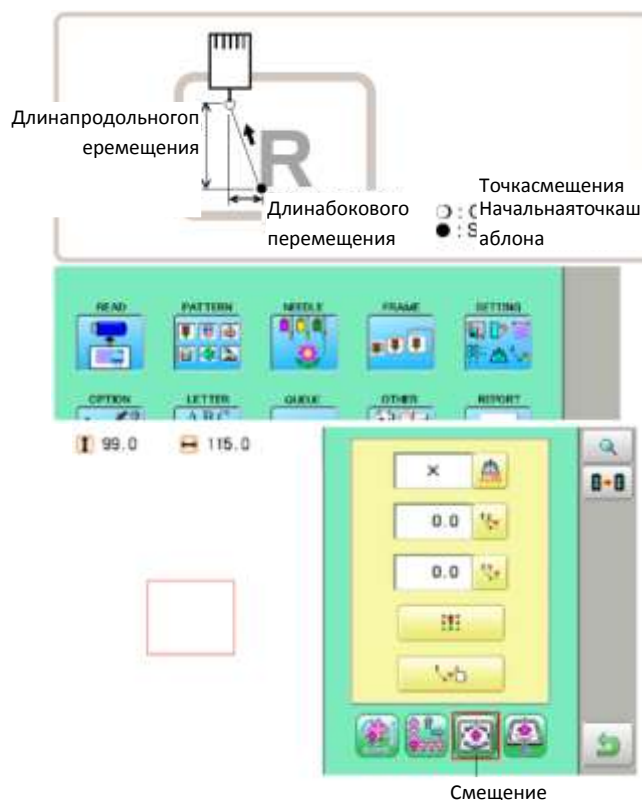 Длинапродольногоп
еремещения
R
Длинабокового
перемещения
Точкасмещения
Начальнаяточкаш
аблона
READ PATTERN NEEDLE FRAME SETTING
OPTION LETTER QUEUE OTHER REPORT
99.0 115.0
×
0.0
0.0
Смещение